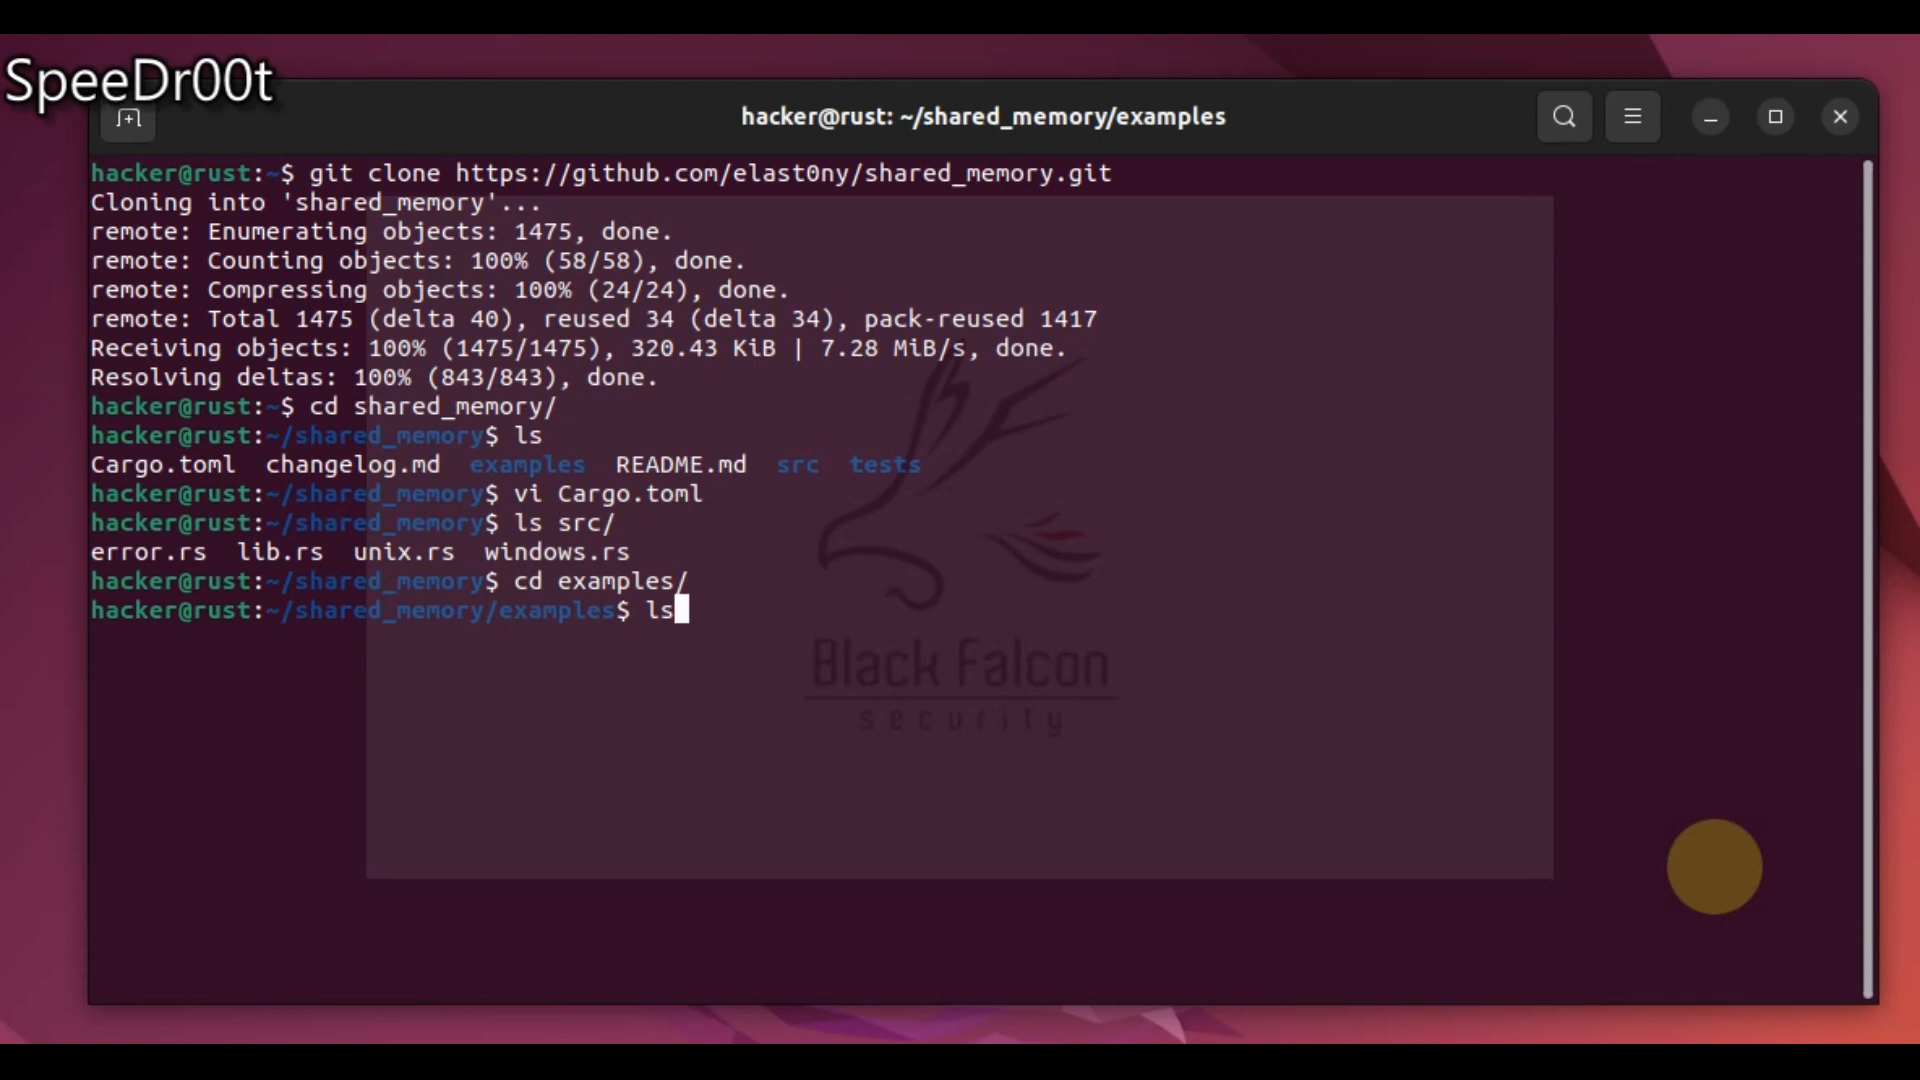 SpeeDr00t
hacker@rust: ~/shared_memory/examples
hacker@rust:~$ git clone https://github.com/elast0ny/shared_memory.git
Cloning into 'shared_memory'...
remote: Enumerating objects: 1475, done.
remote: Counting objects: 100% (58/58), done.
remote: Compressing objects: 100% (24/24), done.
remote: Total 1475 (delta 40), reused 34 (delta 34), pack-reused 1417
Receiving objects: 100% (1475/1475), 320.43 KiB | 7.28 MiB/s, done.
Resolving deltas: 100% (843/843), done.
hacker@rust:~$ cd shared_memory/
hacker@rust:~/shared_memory$ ls
Cargo.toml  changelog.md  examples  README.md  src  tests
hacker@rust:~/shared_memory$ vi Cargo.toml
hacker@rust:~/shared_memory$ ls src/
error.rs  lib.rs  unix.rs  windows.rs
hacker@rust:~/shared_memory$ cd examples/
hacker@rust:~/shared_memory/examples$ ls
Black Falcon
security